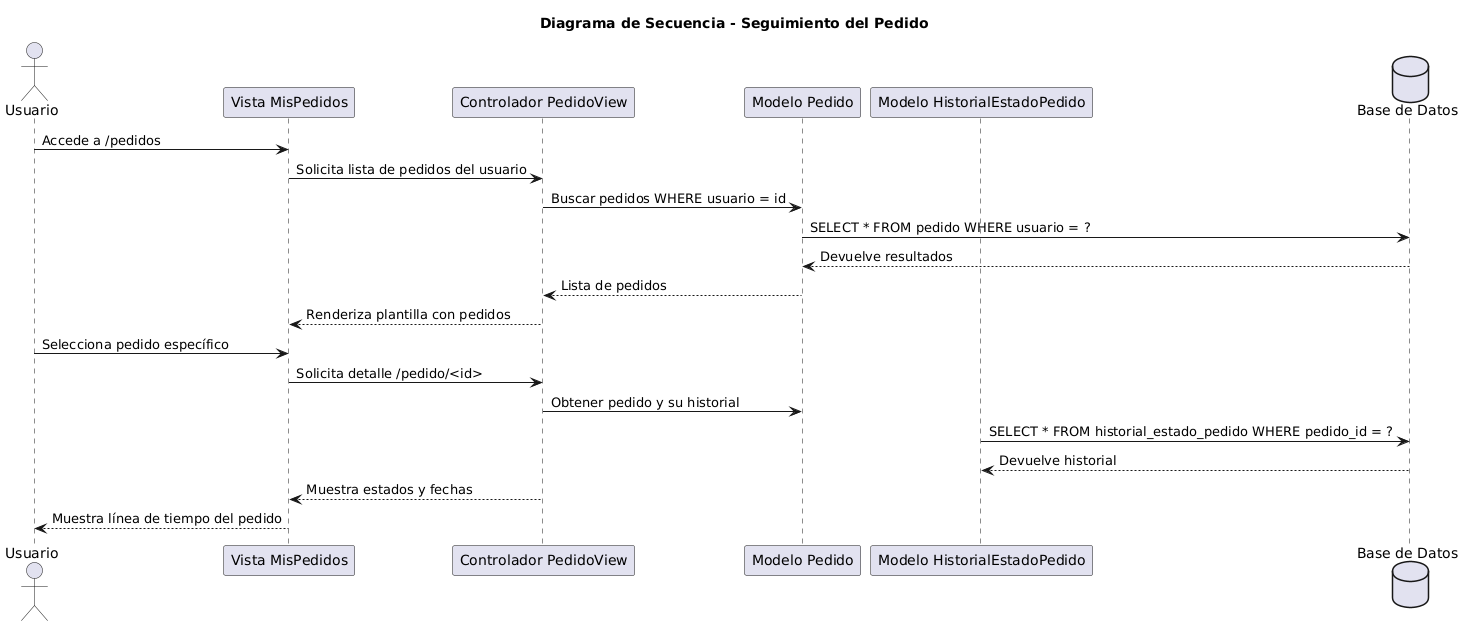 Diagrama de Secuencia - Seguimiento del Pedido
Usuario
Vista MisPedidos
Controlador PedidoView
Modelo Pedido
Modelo HistorialEstadoPedido
Base de Datos
Accede a /pedidos
Solicita lista de pedidos del usuario
Buscar pedidos WHERE usuario = id
SELECT * FROM pedido WHERE usuario = ?
Devuelve resultados
Lista de pedidos
Renderiza plantilla con pedidos
Selecciona pedido específico
Solicita detalle /pedido/<id>
Obtener pedido y su historial
SELECT * FROM historial_estado_pedido WHERE pedido_id = ?
Devuelve historial
Muestra estados y fechas
Muestra línea de tiempo del pedido
Usuario
Vista MisPedidos
Controlador PedidoView
Modelo Pedido
Modelo HistorialEstadoPedido
Base de Datos